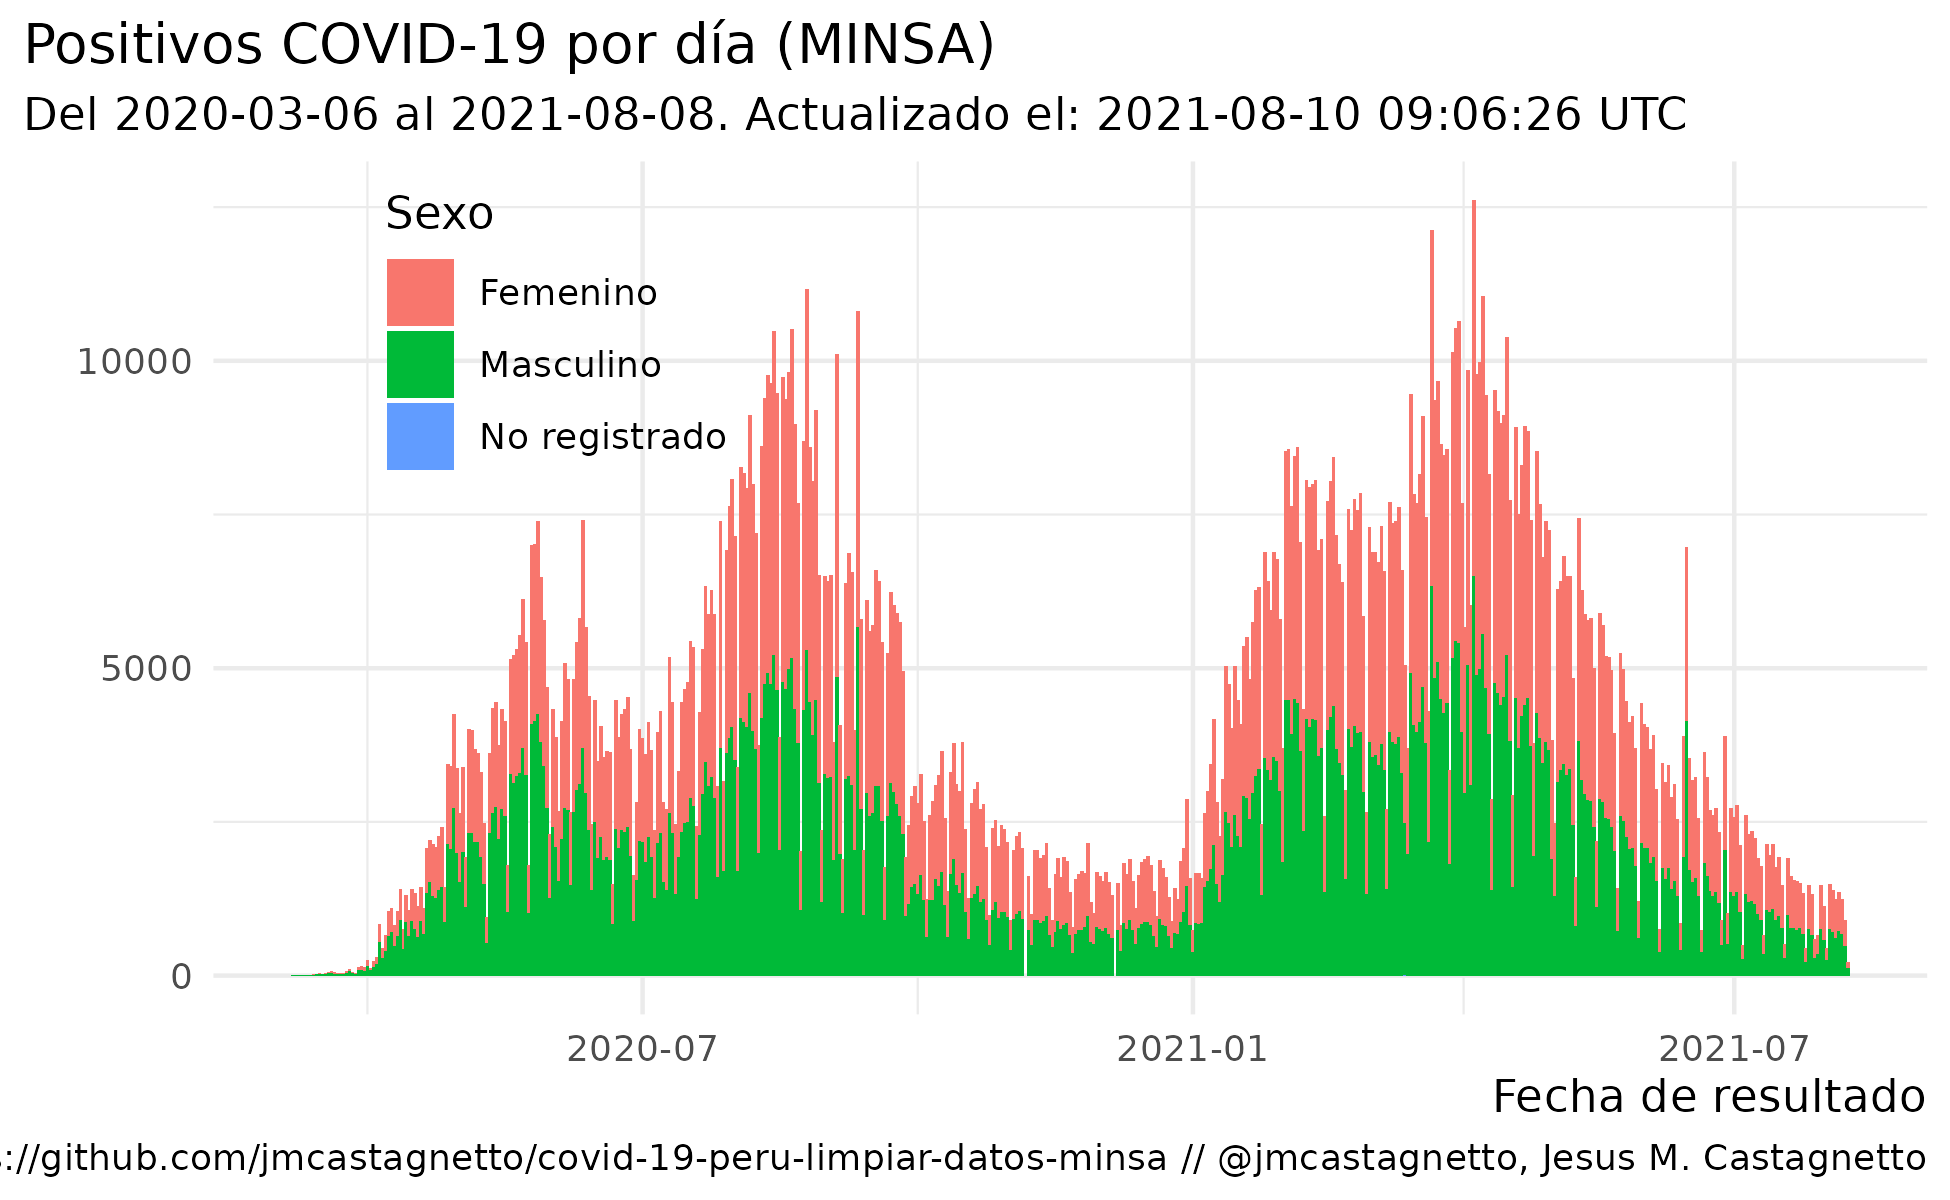 Positivos COVID-19 por día (MINSA)
Del 2020-03-06 al 2021-08-08. Actualizado el: 2021-08-10 09:06:26 UTC
Sexo
Femenino
Masculino
No registrado
10000
5000
0
2020-07 2021-01 2021-07
Fecha de resultado
://github.com/jmcastagnetto/covid-19-peru-limpiar-datos-minsa // @jmcastagnetto, Jesus M. Castagnetto